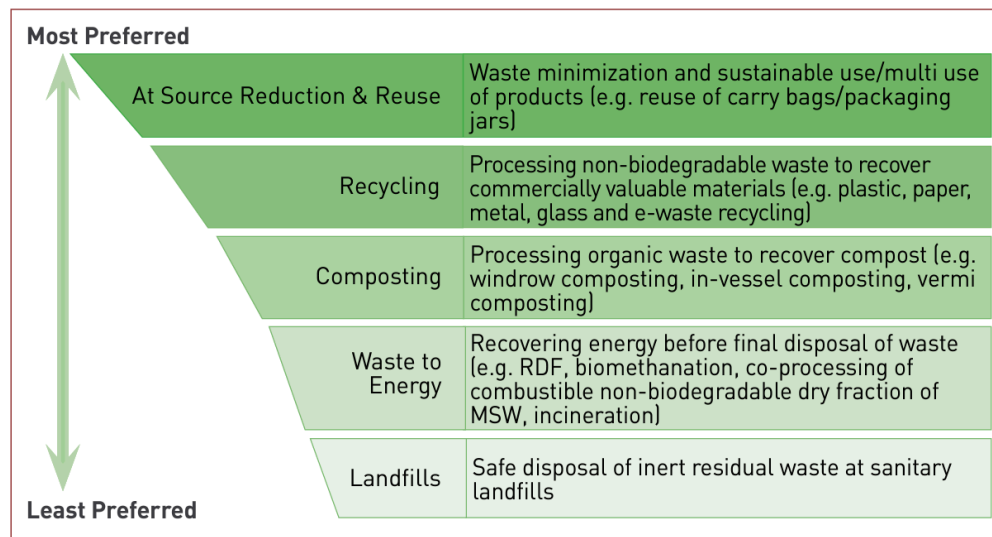 Most Preferred
At Source Reduction & Reuse
Waste minimization and sustainable use/multi use
of products (e.g. reuse of carry bags/packaging
jars)
Recycling
Processing non-biodegradable waste to recover
commercially valuable materials (e.g. plastic, paper,
metal, glass and e-waste recycling)
Composting
Processing organic waste to recover compost (e.g.
windrow composting, in-vessel composting, vermi
composting)
Waste to
Energy
Recovering energy before final disposal of waste
(e.g. RDF, biomethanation, co-processing of
combustible non-biodegradable dry fraction of
MSW, incineration)
Landfills
Safe disposal of inert residual waste at sanitary
landfills
Least Preferred